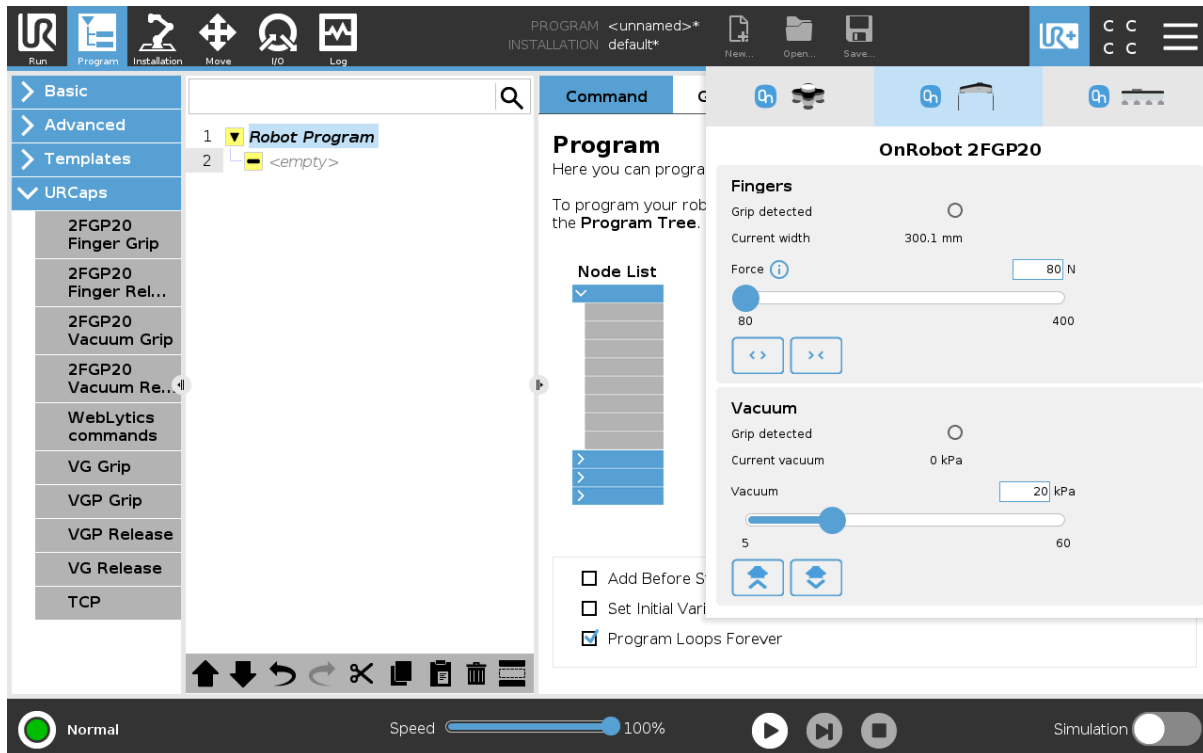 UR
Run
Program
Installation
Move
I/O
Log
PROGRAM <unnamed>*
INSTALLATION default*
New...
Open...
Save...
UR+
C C
C C
Basic
Advanced
Templates
URCaps
2FGP20
Finger Grip
2FGP20
Finger Rel...
2FGP20
Vacuum Grip
2FGP20
Vacuum Re...
WebLytics
commands
VG Grip
VGP Grip
VGP Release
VG Release
TCP
1 Robot Program
2 <empty>
Command
G
Program
Here you can progra
To program your rob
the Program Tree.
Node List
Add Before S
Set Initial Vari
Program Loops Forever
On
On
On
OnRobot 2FGP20
Fingers
Grip detected
Current width 300.1 mm
Force i 80 N
80 400
Vacuum
Grip detected
Current vacuum 0 kPa
Vacuum 20 kPa
5 60
Normal
Speed 100%
Simulation